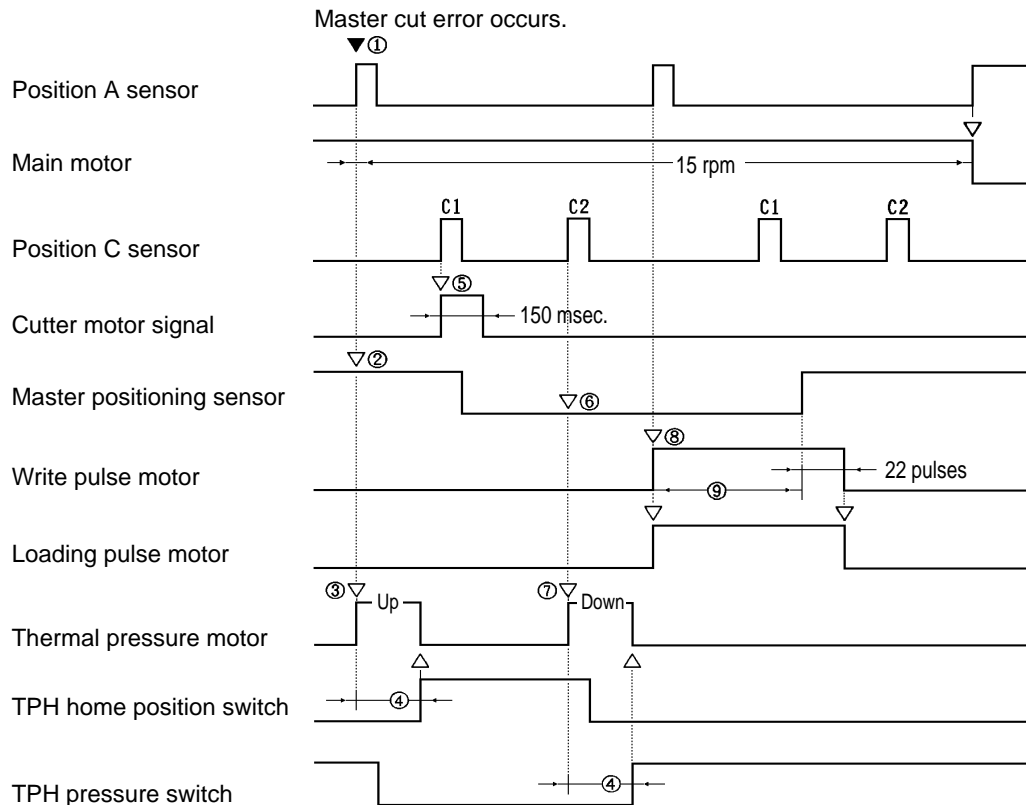 Master cut error occurs.
①
Position A sensor
Main motor
15 rpm
C1 C2 C1 C2
Position C sensor
⑤
Cutter motor signal
150 msec.
②
Master positioning sensor
⑥
⑧
Write pulse motor
22 pulses
⑨
Loading pulse motor
③ ⑦
Up Down
Thermal pressure motor
TPH home position switch
④
④
TPH pressure switch